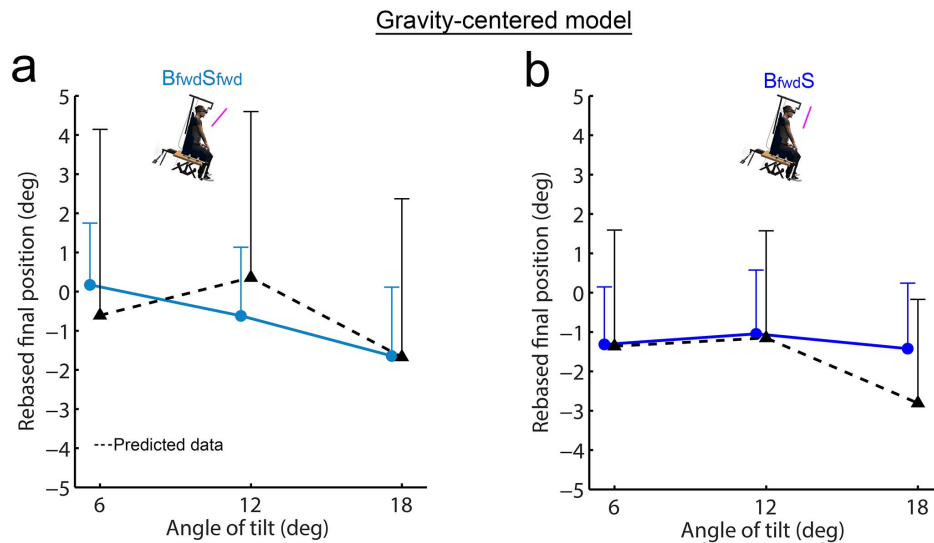 Gravity-centered model
a
BfwdSfwd
5
4
3
2
1
0
−1
−2
−3
−4
−5
Rebased final position (deg)
Predicted data
6
12
18
Angle of tilt (deg)
b
BfwdS
5
4
3
2
1
0
−1
−2
−3
−4
−5
Rebased final position (deg)
6
12
18
Angle of tilt (deg)